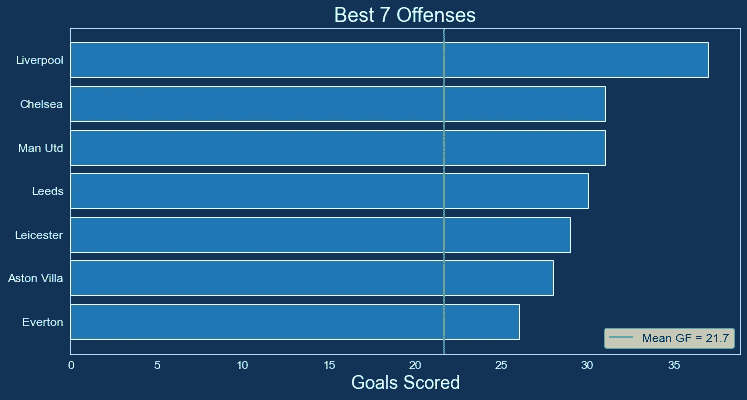 Best 7 Offenses
Liverpool
Chelsea
Man Utd
Leeds
Leicester
Aston Villa
Everton
Mean GF = 21.7
0 5 10 15 20 25 30 35
Goals Scored